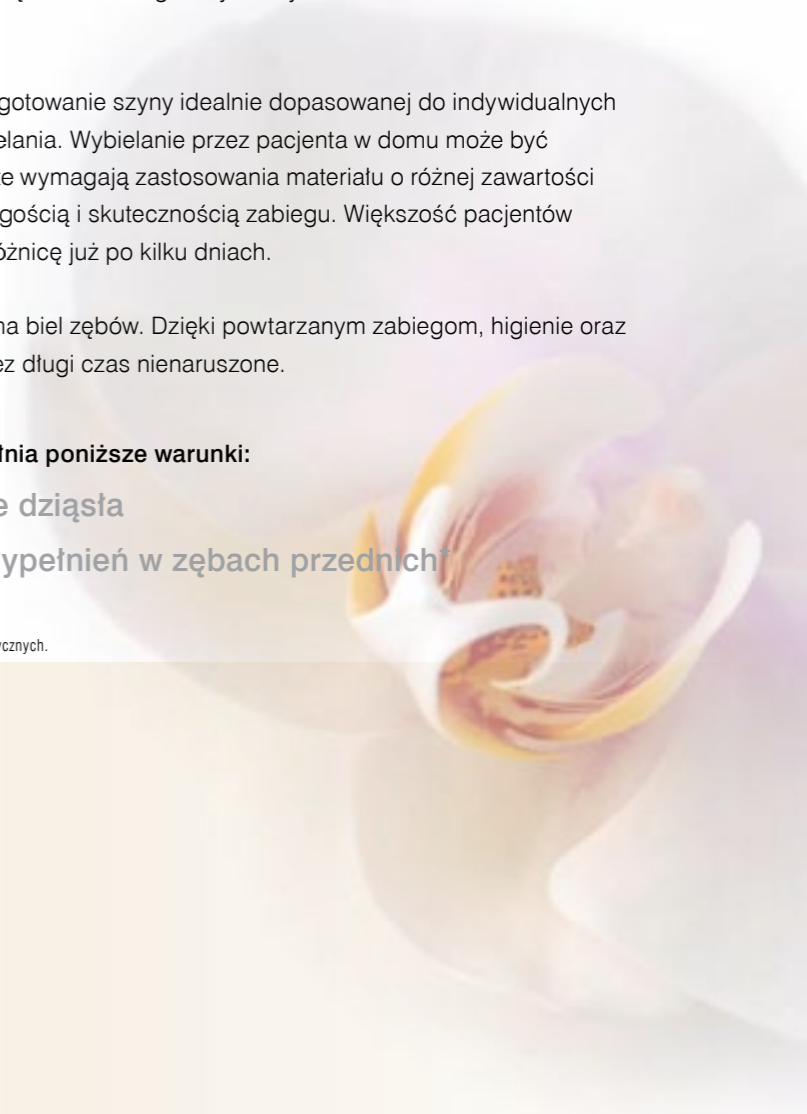 gotowanie szyny idealnie dopasowanej do indywidualnych
elania. Wybielanie przez pacjenta w domu może być
te wymagają zastosowania materiału o różnej zawartości
gością i skutecznością zabiegu. Większość pacjentów
óżnicę już po kilku dniach.
na biel zębów. Dzięki powtarzanym zabiegom, higienie oraz
ez długi czas nienaruszone.
łnia poniższe warunki:
e dziąsła
ypełnień w zębach przednich*
ycznych.